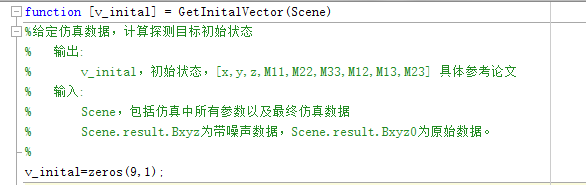 function [v_inital] = GetInitalVector(Scene)
%给定仿真数据，计算探测目标初始状态
%   输出:
%       v_inital，初始状态，[x,y,z,M11,M22,M33,M12,M13,M23] 具体参考论文
%   输入:
%       Scene，包括仿真中所有参数以及最终仿真数据
%       Scene.result.Bxyz为带噪声数据，Scene.result.Bxyz0为原始数据。
%
v_inital=zeros(9,1);